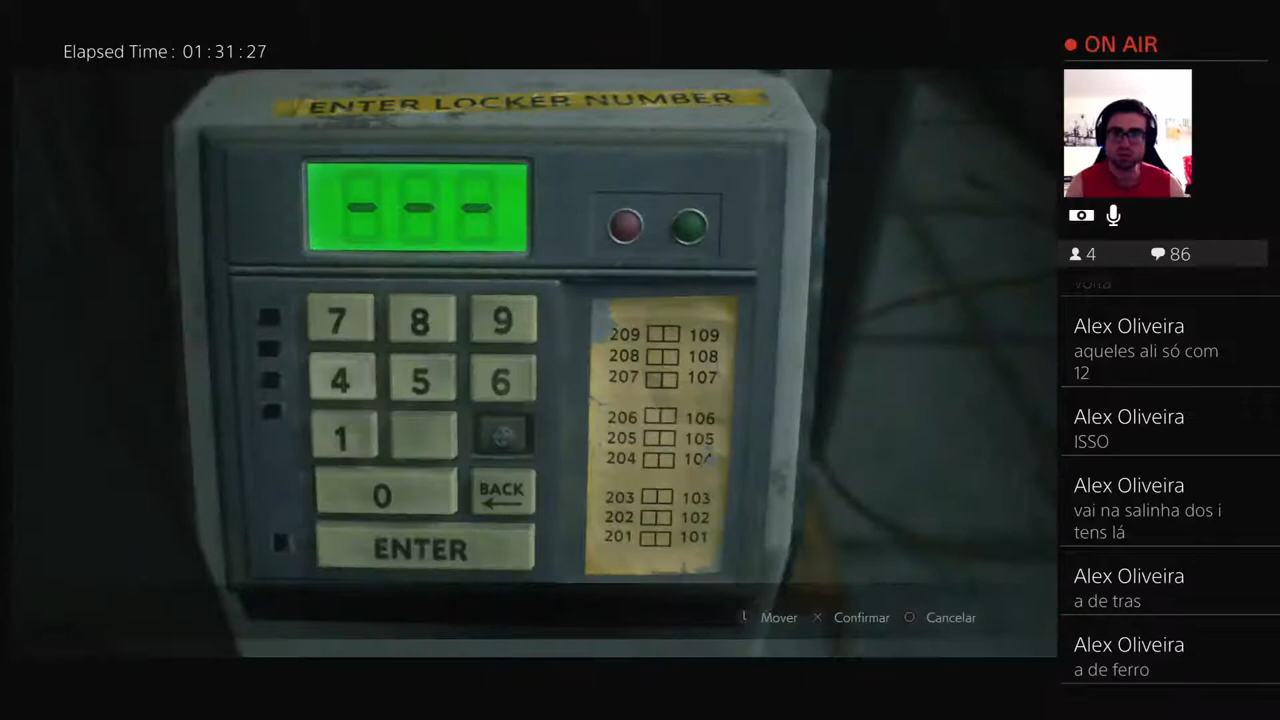 Elapsed Time: 01:31:27
ON AIR
4 86
ENTER LOCKER NUMBER
- - -
7 8 9
4 5 6
1
0 BACK
ENTER
209 109
208 108
207 107
206 106
205 105
204 104
203 103
202 102
201 101
Mover Confirmar Cancelar
volta
Alex Oliveira
aqueles ali só com
12
Alex Oliveira
ISSO
Alex Oliveira
vai na salinha dos i
tens lá
Alex Oliveira
a de tras
Alex Oliveira
a de ferro